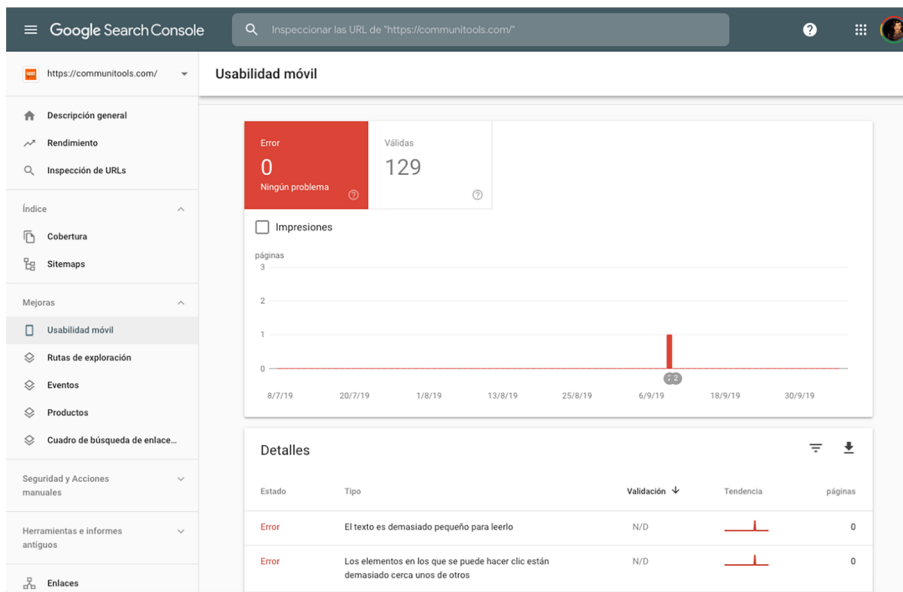 Google Search Console
Inspeccionar las URL de "https://communitools.com/"
https://communitools.com/
Usabilidad móvil
Descripción general
Rendimiento
Inspección de URLs
Índice
Cobertura
Sitemaps
Mejoras
Usabilidad móvil
Rutas de exploración
Eventos
Productos
Cuadro de búsqueda de enlace...
Seguridad y Acciones
manuales
Herramientas e informes
antiguos
Enlaces
Error
0
Ningún problema
Válidas
129
Impresiones
páginas
3
2
1
0
8/7/19 20/7/19 1/8/19 13/8/19 25/8/19 6/9/19 18/9/19 30/9/19
Detalles
Estado Tipo Validación Tendencia páginas
Error El texto es demasiado pequeño para leerlo N/D 0
Error Los elementos en los que se puede hacer clic están N/D 0
demasiado cerca unos de otros